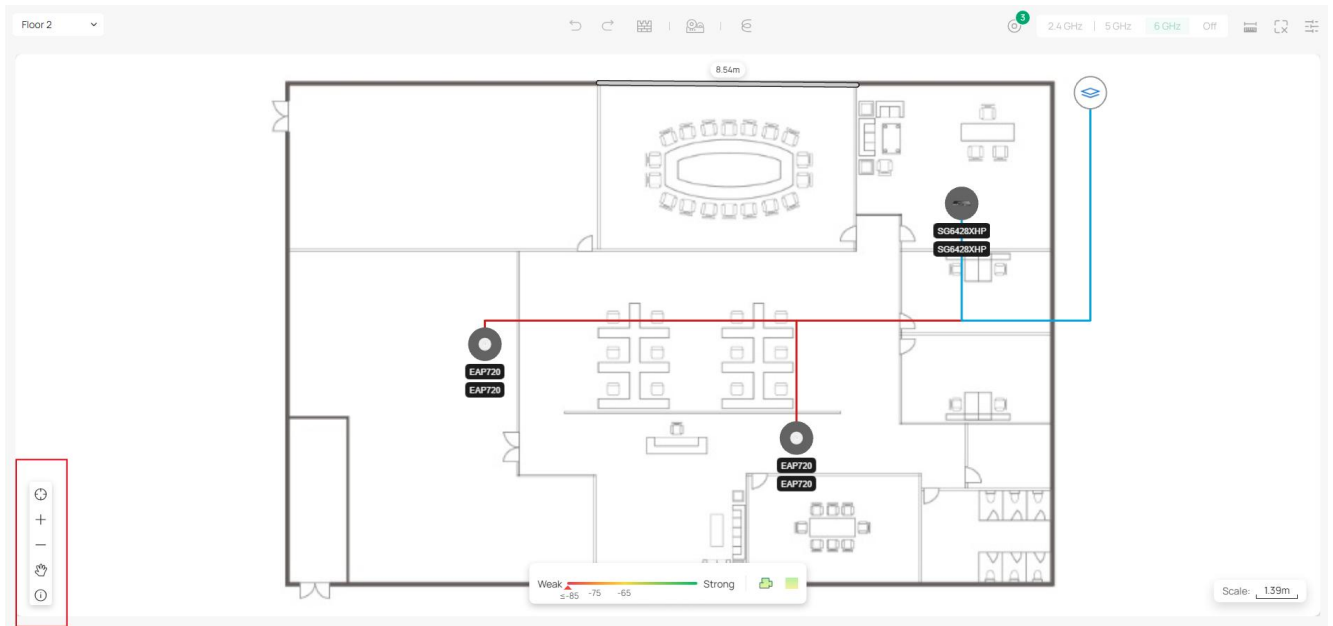 Floor 2
3
2.4 GHz | 5 GHz 6 GHz Off
8.54m
SG6428XHP
SG6428XHP
EAP720
EAP720
EAP720
EAP720
Weak Strong
≤-85 -75 -65
Scale: 1.39m